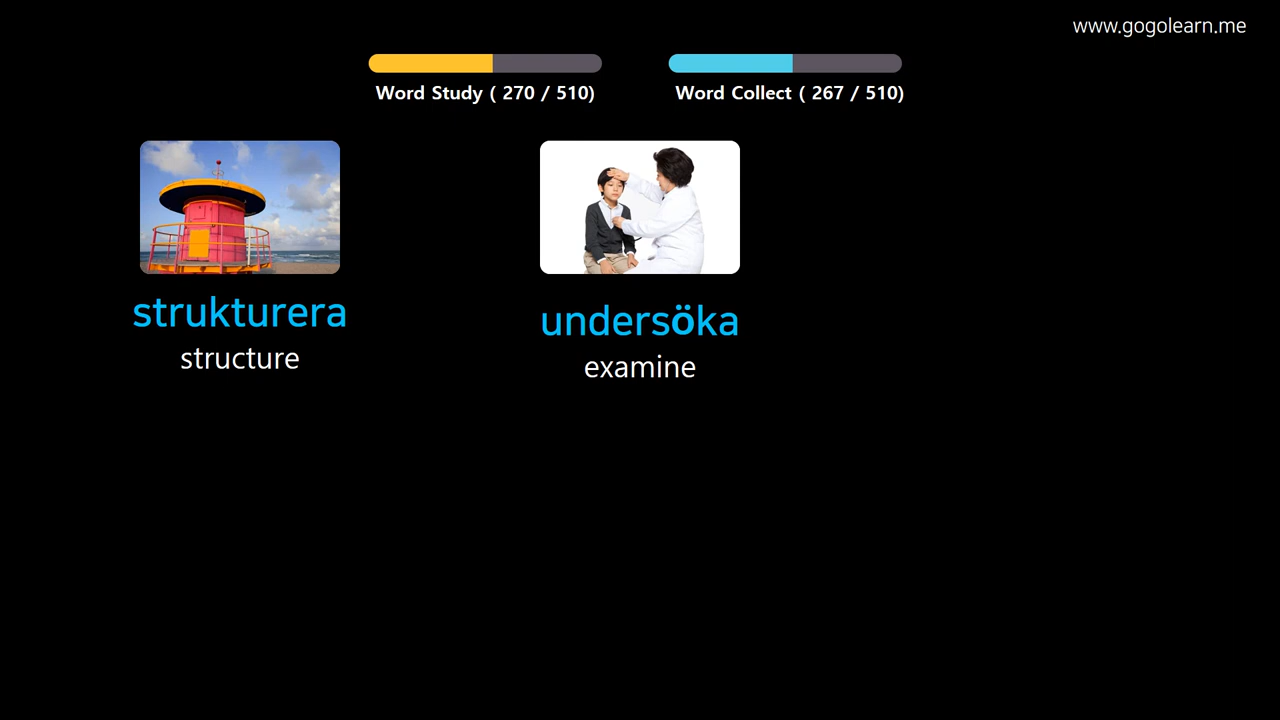 www.gogolearn.me
Word Study ( 270 / 510)
Word Collect ( 267 / 510)
strukturera
structure
undersöka
examine